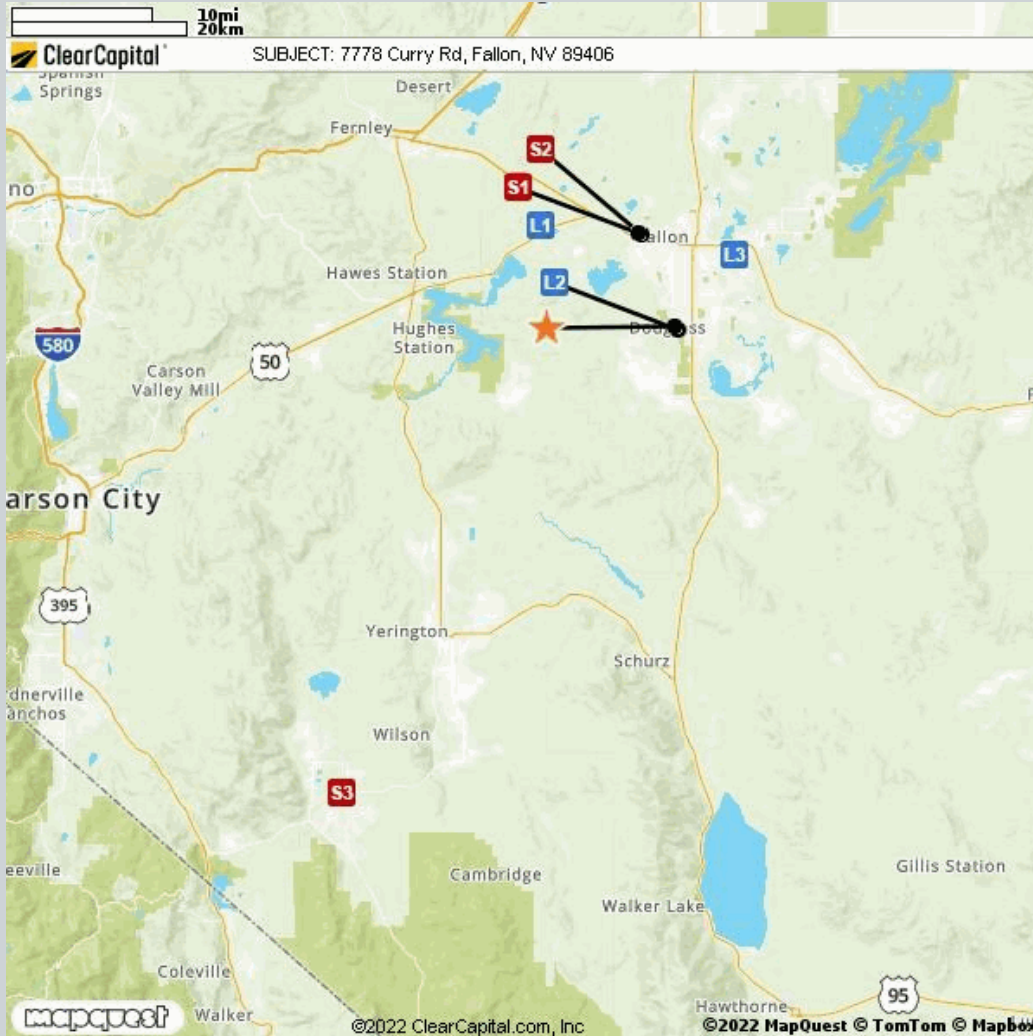 10mi
20km
ClearCapital
SUBJECT: 7778 Curry Rd, Fallon, NV 89406
Spanish
Springs
Desert
Fernley
S2
S1
no
L1
allon
L3
Hawes Station
L2
Hughes
Station
580
50
Carson
Valley Mill
arson City
395
Yerington
Schurz
rdnerville
anchos
Wilson
S3
eeville
Cambridge
Gillis Station
Walker Lake
Coleville
95
Hawthorne
mapquest
Walker
©2022 ClearCapital.com, Inc
©2022 MapQuest © TomTom © Mapbox